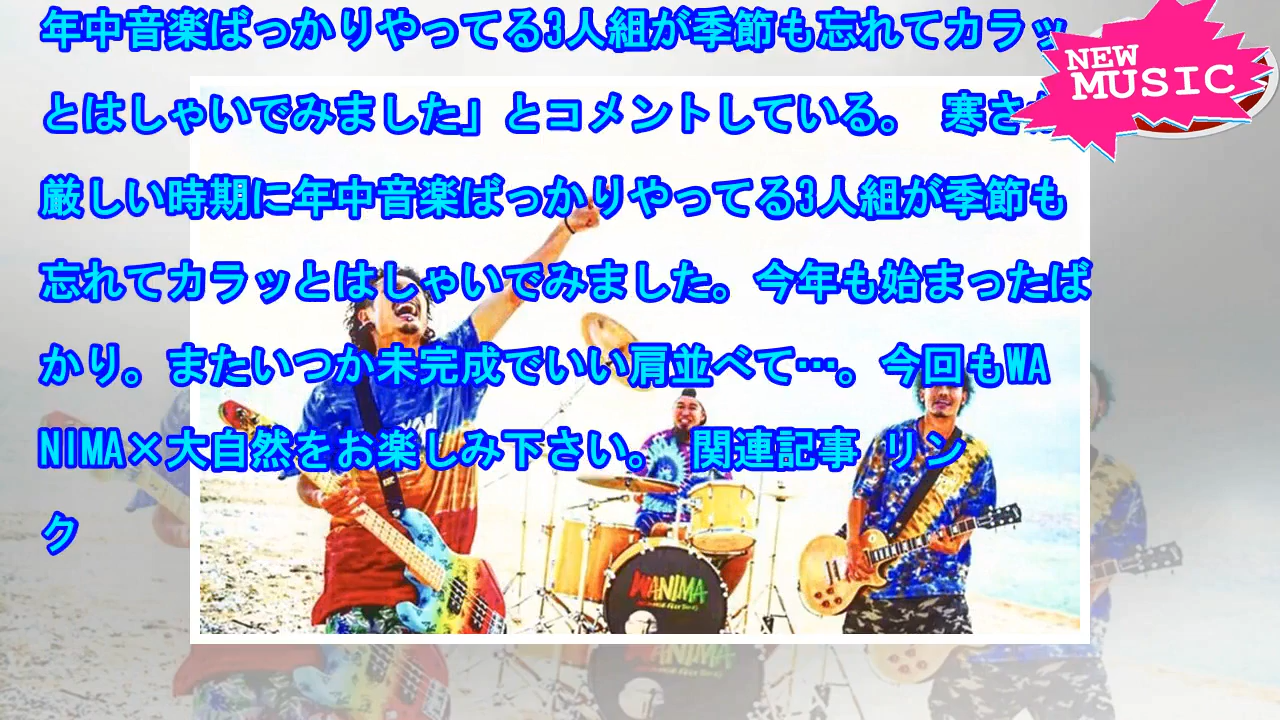 年中音楽ばっかりやってる3人組が季節も忘れてカラッ
とはしゃいでみました」とコメントしている。 寒さが
厳しい時期に年中音楽ばっかりやってる3人組が季節も
忘れてカラッとはしゃいでみました。今年も始まったば
かり。またいつか未完成でいい肩並べて…。今回もWA
NIMA×大自然をお楽しみ下さい。 関連記事 リン
ク
NEW
MUSIC
WANIMA